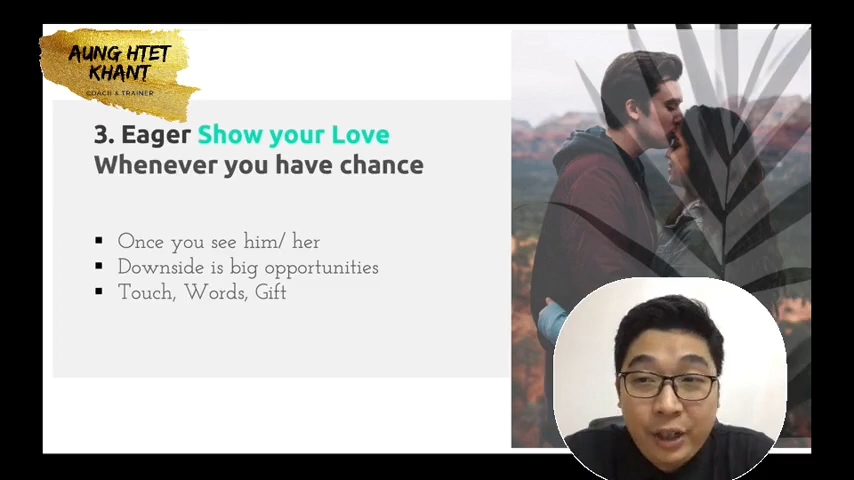 AUNG HTET
KHANT
COACH & TRAINER
3. Eager Show your Love
Whenever you have chance
▪ Once you see him/ her
▪ Downside is big opportunities
▪ Touch, Words, Gift